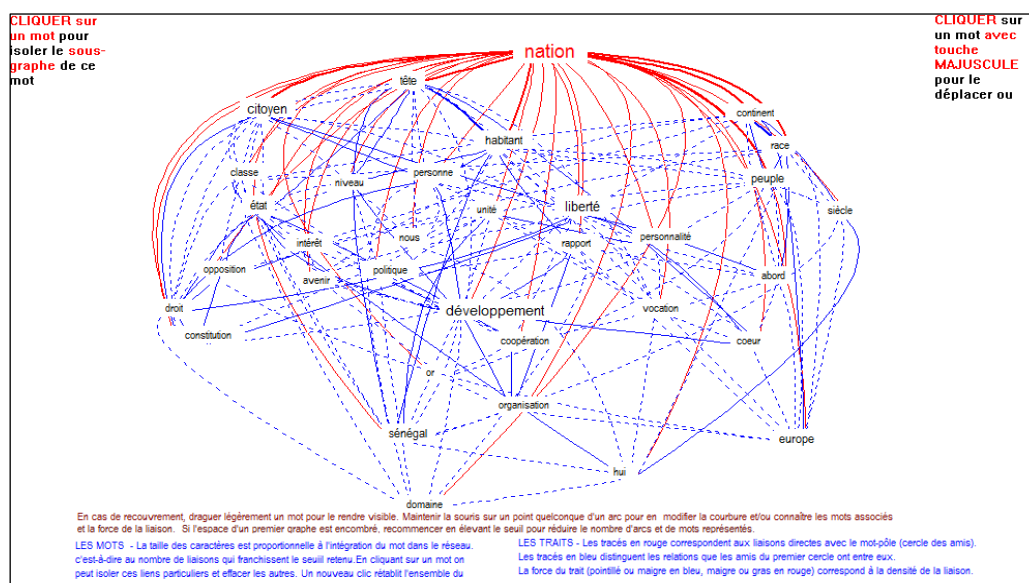 CLIQUER sur
un mot pour
isoler le sous-
graphe de ce
mot
CLIQUER sur
un mot avec
touche
MAJUSCULE
pour le
déplacer ou
nation
tête
citoyen
continent
habitant
race
classe
niveau
personne
peuple
état
unité
liberté
siècle
intérêt
nous
rapport
personnalité
opposition
avenir
politique
abord
droit
développement
vocation
constitution
coopération
coeur
or
organisation
sénégal
europe
hui
domaine
En cas de recouvrement, draguer légèrement un mot pour le rendre visible. Maintenir la souris sur un point quelconque d'un arc pour en modifier la courbure et/ou connaître les mots associés
et la force de la liaison. Si l'espace d'un premier graphe est encombré, recommencer en élevant le seuil pour réduire le nombre d'arcs et de mots représentés.
LES MOTS - La taille des caractères est proportionnelle à l'intégration du mot dans le réseau.
c'est-à-dire au nombre de liaisons qui franchissent le seuil retenu.En cliquant sur un mot on
peut isoler ces liens particuliers et effacer les autres. Un nouveau clic rétablit l'ensemble du
LES TRAITS - Les tracés en rouge correspondent aux liaisons directes avec le mot-pôle (cercle des amis).
Les tracés en bleu distinguent les relations que les amis du premier cercle ont entre eux.
La force du trait (pointillé ou maigre en bleu, maigre ou gras en rouge) correspond à la densité de la liaison.